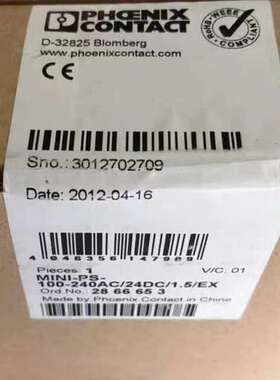 PHŒNIX
CONTACT
D-32825 Blomberg
www.phoenixcontact.com
RoHS WEEE
COMPLIANT
CE
Sno.:3012702709
Date: 2012-04-16
4 046356 147989
Pieces: 1 V/C: 01
MINI-PS-
100-240AC/24DC/1.5/EX
Ord.No.: 28 66 65 3
Made by Phoenix Contact in China